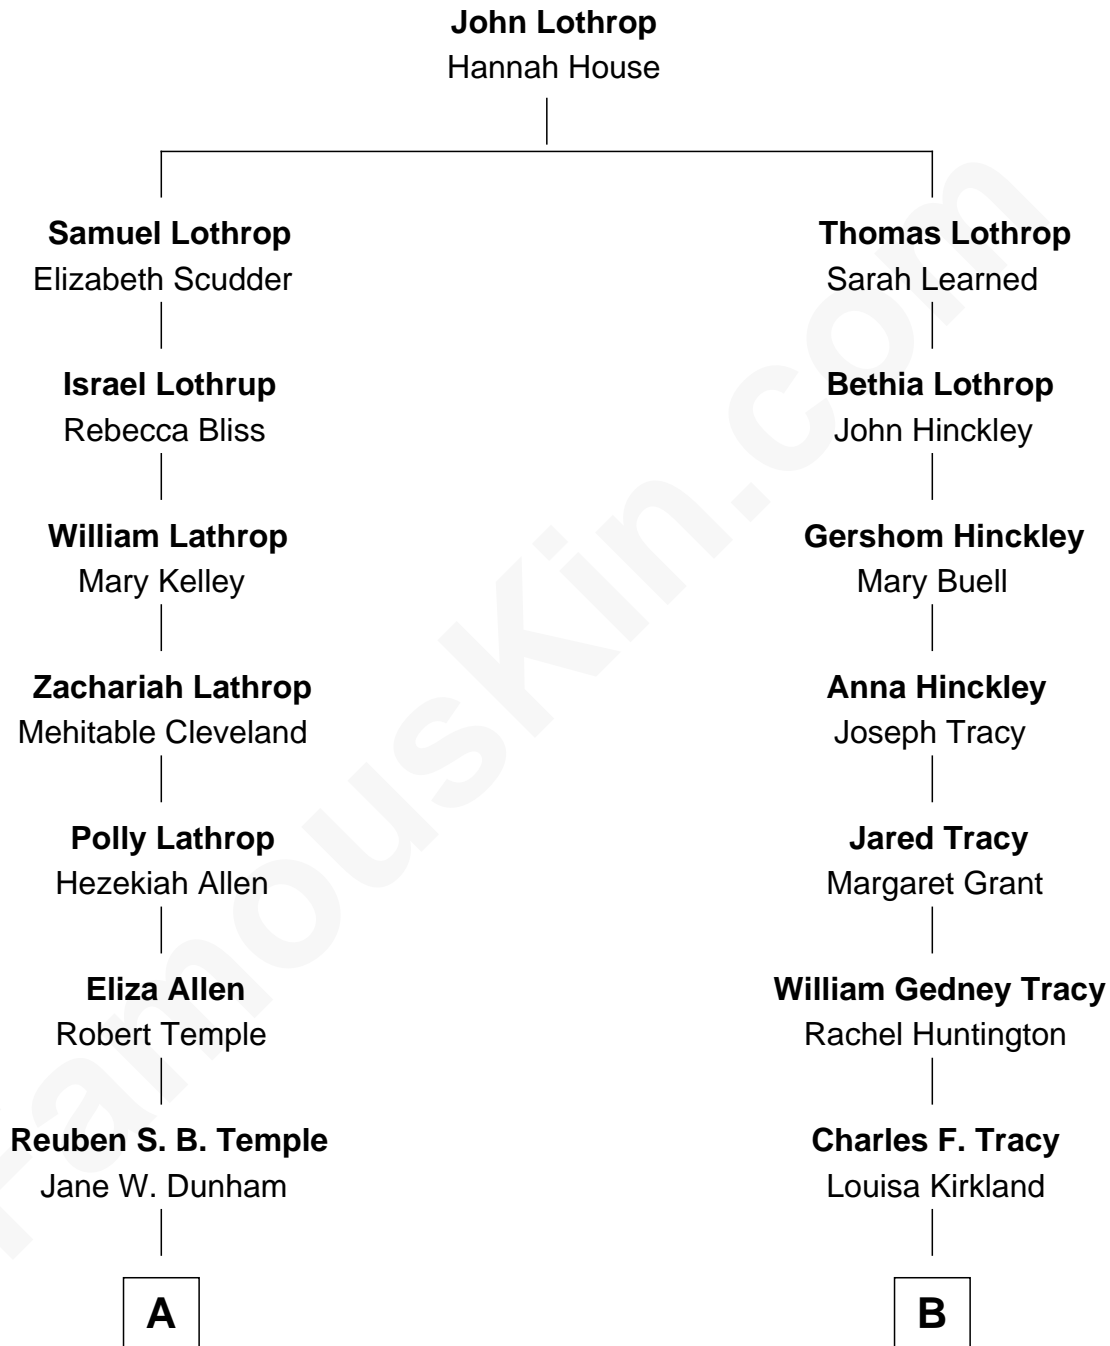 John Lothrop
Hannah House
Samuel Lothrop
Elizabeth Scudder
Thomas Lothrop
Sarah Learned
Israel Lothrup
Rebecca Bliss
Bethia Lothrop
John Hinckley
William Lathrop
Mary Kelley
Gershom Hinckley
Mary Buell
Zachariah Lathrop
Mehitable Cleveland
Anna Hinckley
Joseph Tracy
Polly Lathrop
Hezekiah Allen
Jared Tracy
Margaret Grant
Eliza Allen
Robert Temple
William Gedney Tracy
Rachel Huntington
Reuben S. B. Temple
Jane W. Dunham
Charles F. Tracy
Louisa Kirkland
A
B
FamousKin.com